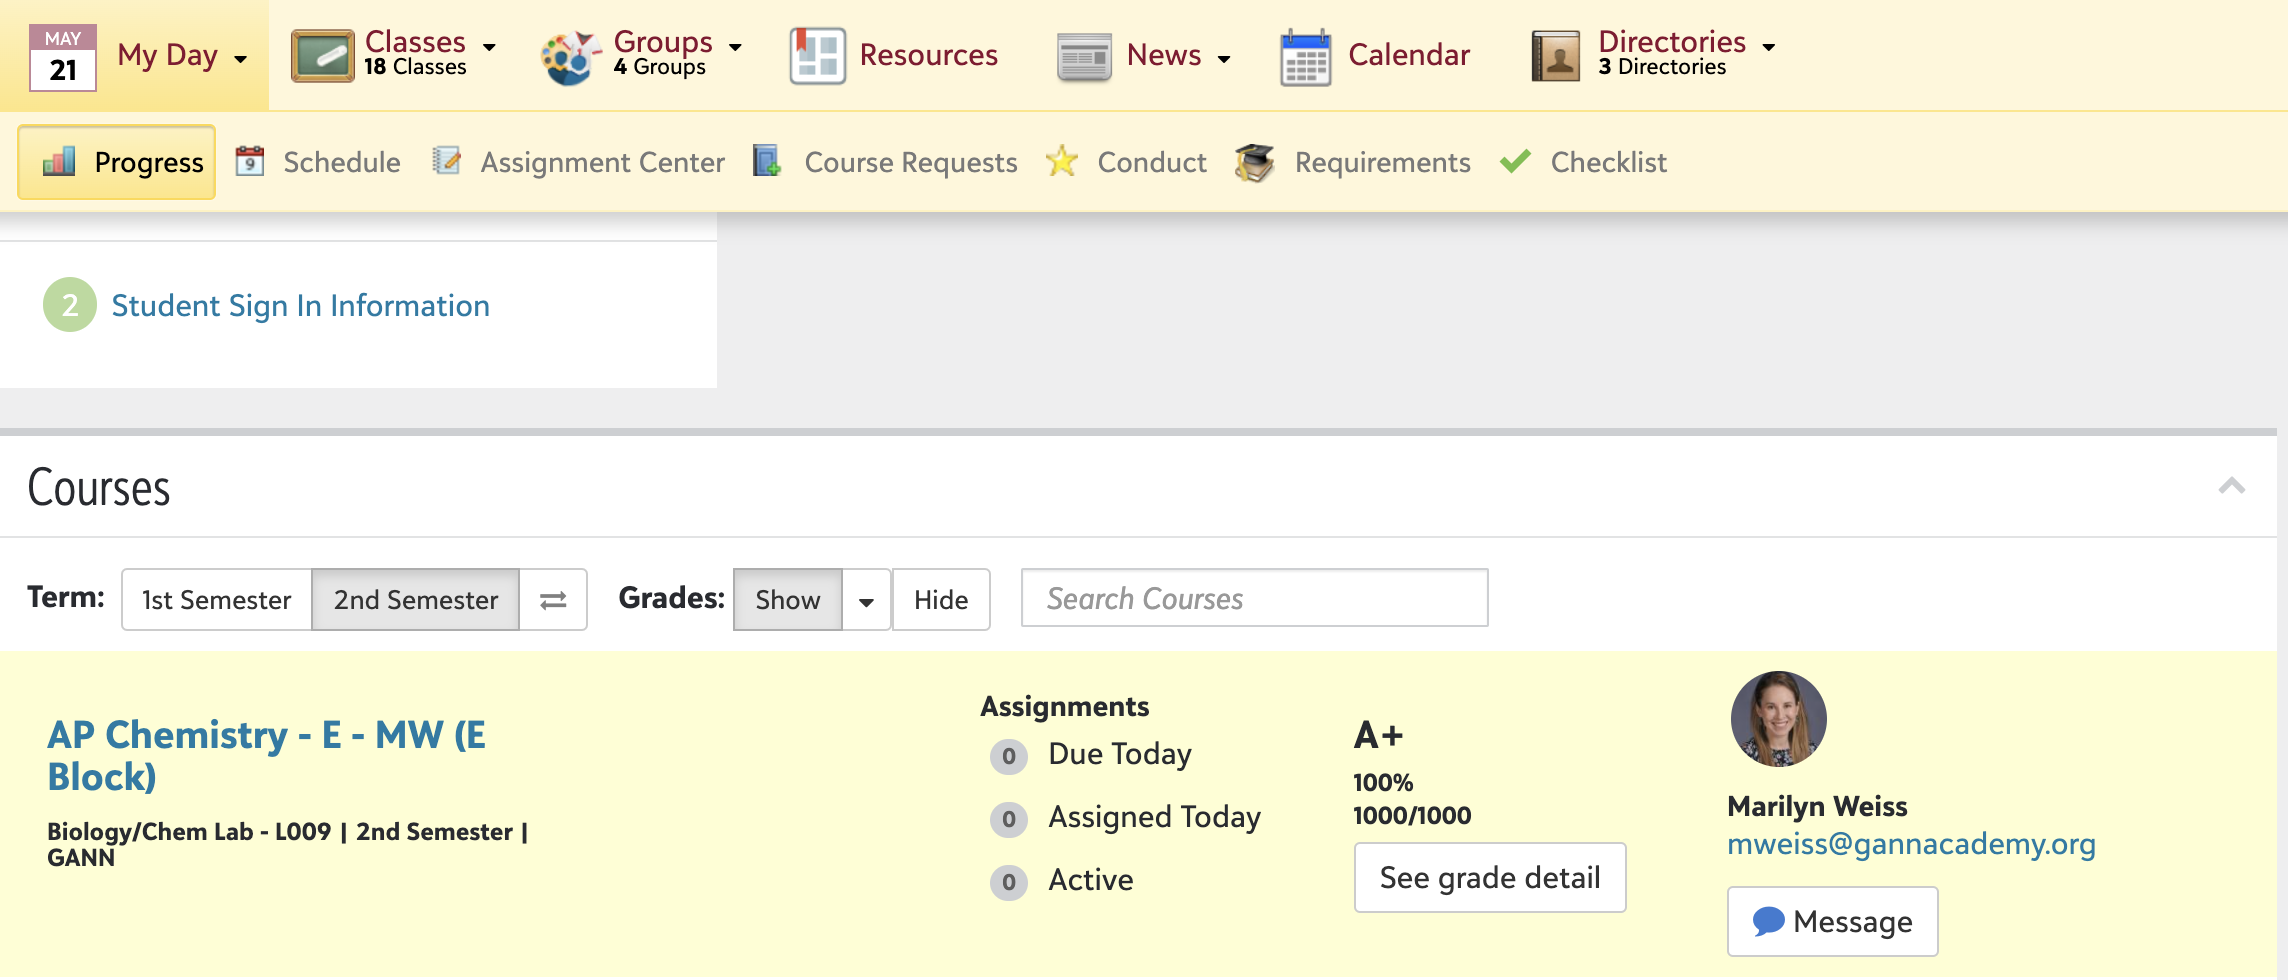 MAY
21
My Day
Classes
18 Classes
Groups
4 Groups
Resources
News
Calendar
Directories
3 Directories
Progress
9
Schedule
Assignment Center
Course Requests
Conduct
Requirements
Checklist
2
Student Sign In Information
Courses
Term:
1st Semester
2nd Semester
Grades:
Show
Hide
Search Courses
AP Chemistry - E - MW (E
Block)
Biology/Chem Lab - L009 | 2nd Semester |
GANN
Assignments
0 Due Today
0 Assigned Today
0 Active
A+
100%
1000/1000
See grade detail
Marilyn Weiss
mweiss@gannacademy.org
Message